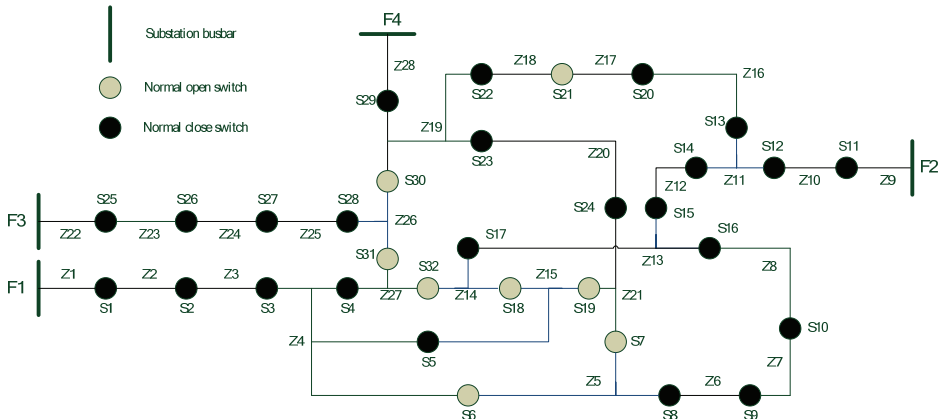 F4
Substation busbar
Z28
Z18
Z17
Z16
Normal open switch
S29
S22
S21
S20
Normal close switch
Z19
S13
S23
Z20
S14
S12
S11
F2
Z12
Z11
Z10
Z9
S30
F3
S25
S26
S27
S28
S24
S15
Z22
Z23
Z24
Z25
Z26
S16
S17
S31
Z13
Z8
F1
Z1
Z2
Z3
S32
Z15
S1
S2
S3
S4
Z27
Z14
S18
S19
Z21
S10
Z4
S5
S7
Z7
Z5
Z6
S6
S8
S9